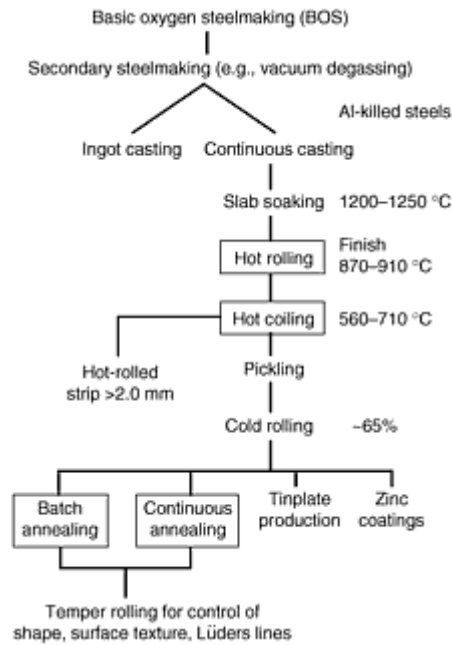 Basic oxygen steelmaking (BOS)
Secondary steelmaking (e.g., vacuum degassing)
Al-killed steels
Ingot casting
Continuous casting
Slab soaking
1200–1250 °C
Hot rolling
Finish
870–910 °C
Hot coiling
560–710 °C
Hot-rolled
strip >2.0 mm
Pickling
Cold rolling
~65%
Batch
annealing
Continuous
annealing
Tinplate
production
Zinc
coatings
Temper rolling for control of
shape, surface texture, Lüders lines